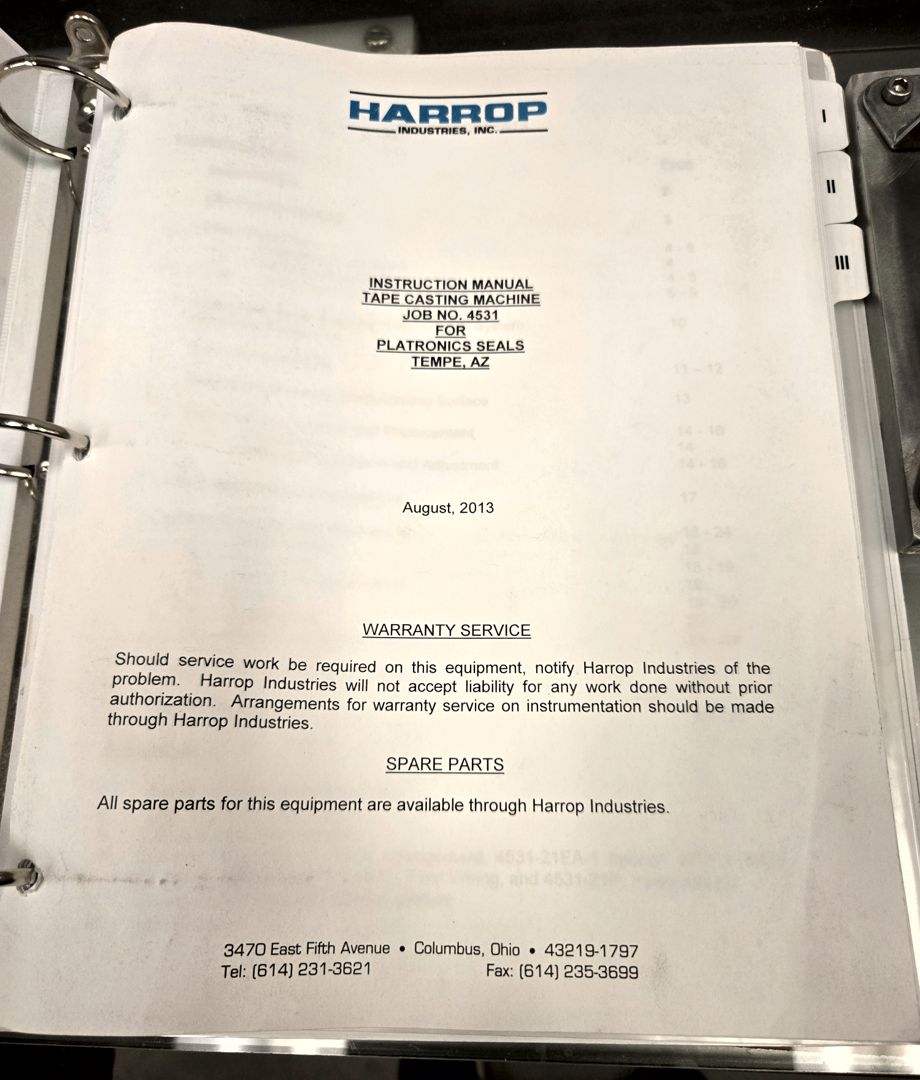 HARROP
INDUSTRIES, INC.
I
II
III
INSTRUCTION MANUAL
TAPE CASTING MACHINE
JOB NO. 4531
FOR
PLATRONICS SEALS
TEMPE, AZ
August, 2013
WARRANTY SERVICE
Should service work be required on this equipment, notify Harrop Industries of the
problem. Harrop Industries will not accept liability for any work done without prior
authorization. Arrangements for warranty service on instrumentation should be made
through Harrop Industries.
SPARE PARTS
All spare parts for this equipment are available through Harrop Industries.
3470 East Fifth Avenue • Columbus, Ohio • 43219-1797
Tel: (614) 231-3621 Fax: (614) 235-3699